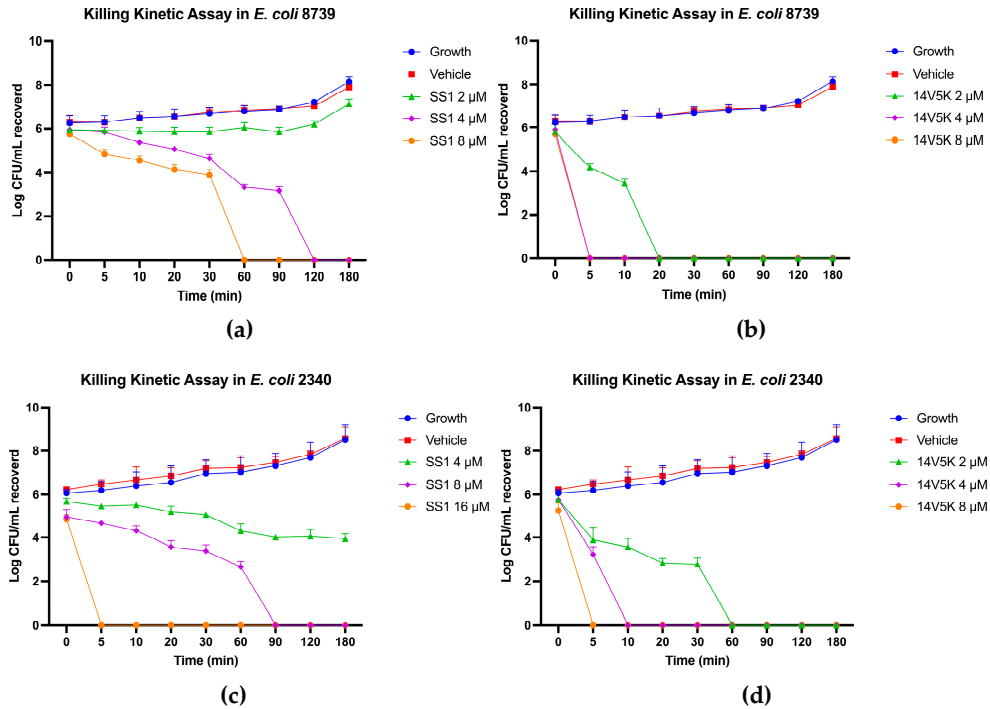 Killing Kinetic Assay in E. coli 8739
Log CFU/mL recoverd
10
8
6
4
2
0
0 5 10 20 30 60 90 120 180
Time (min)
Growth
Vehicle
SS1 2 µM
SS1 4 µM
SS1 8 µM
(a)
Killing Kinetic Assay in E. coli 8739
Log CFU/mL recoverd
10
8
6
4
2
0
0 5 10 20 30 60 90 120 180
Time (min)
Growth
Vehicle
14V5K 2 µM
14V5K 4 µM
14V5K 8 µM
(b)
Killing Kinetic Assay in E. coli 2340
Log CFU/mL recoverd
10
8
6
4
2
0
0 5 10 20 30 60 90 120 180
Time (min)
Growth
Vehicle
SS1 4 µM
SS1 8 µM
SS1 16 µM
(c)
Killing Kinetic Assay in E. coli 2340
Log CFU/mL recoverd
10
8
6
4
2
0
0 5 10 20 30 60 90 120 180
Time (min)
Growth
Vehicle
14V5K 2 µM
14V5K 4 µM
14V5K 8 µM
(d)